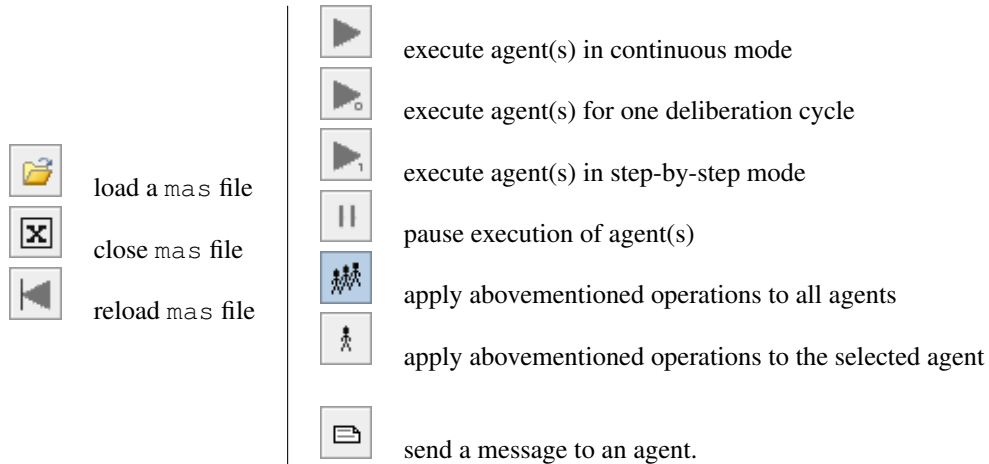 load a mas file
close mas file
reload mas file
execute agent(s) in continuous mode
o
execute agent(s) for one deliberation cycle
1
execute agent(s) in step-by-step mode
pause execution of agent(s)
apply abovementioned operations to all agents
apply abovementioned operations to the selected agent
send a message to an agent.